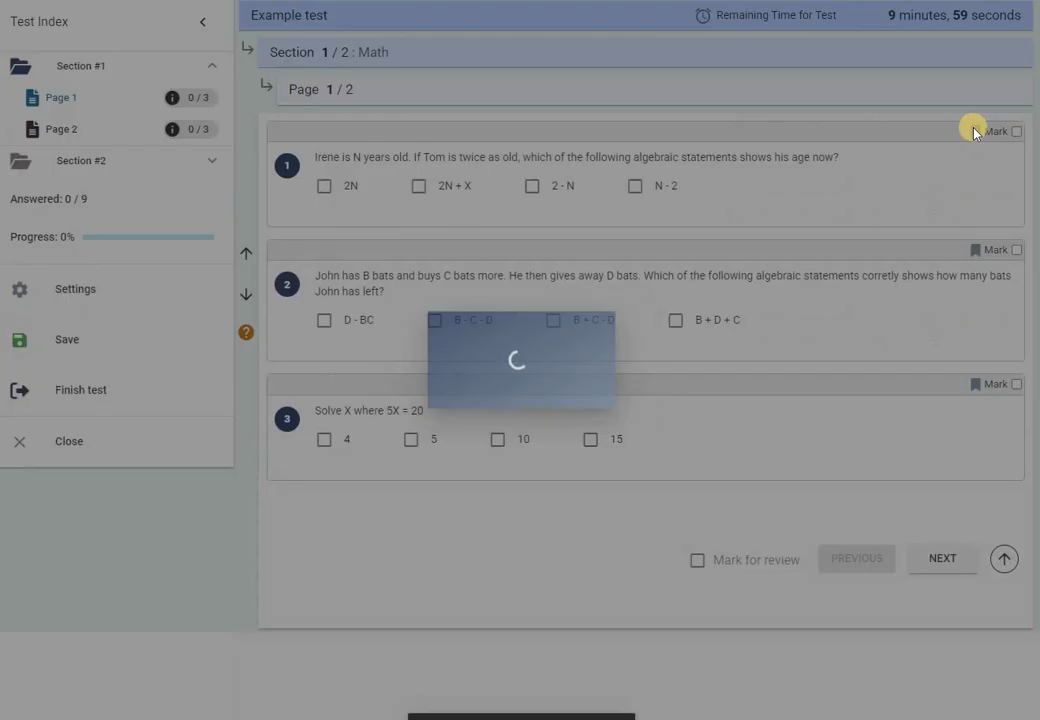 Test Index
Section #1
Page 1
0 / 3
Page 2
0 / 3
Section #2
Answered: 0 / 9
Progress: 0%
Settings
Save
Finish test
Close
Example test
Remaining Time for Test
9 minutes, 59 seconds
Section 1 / 2 : Math
Page 1 / 2
Mark
1
Irene is N years old. If Tom is twice as old, which of the following algebraic statements shows his age now?
2N
2N + X
2 - N
N - 2
Mark
2
John has B bats and buys C bats more. He then gives away D bats. Which of the following algebraic statements corretly shows how many bats
John has left?
D - BC
B - C - D
B + C - D
B + D + C
Mark
3
Solve X where 5X = 20
4
5
10
15
Mark for review
PREVIOUS
NEXT